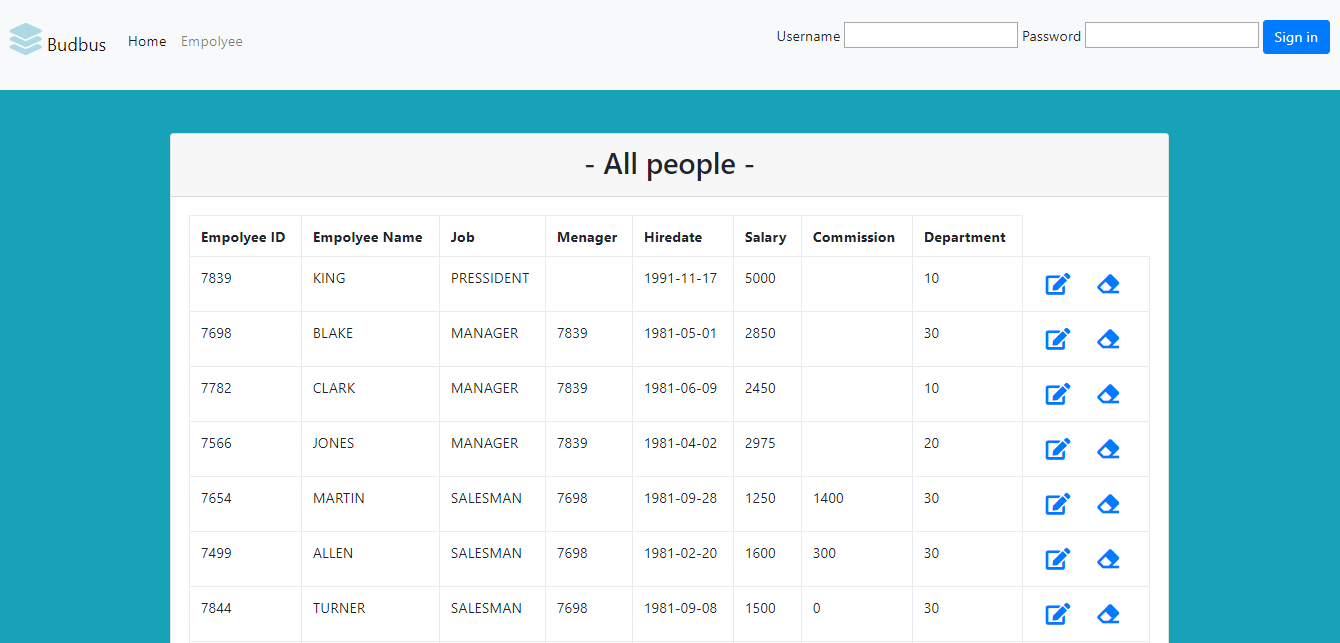 Budbus Home Empolyee Username Password Sign in
- All people -
Empolyee ID Empolyee Name Job Menager Hiredate Salary Commission Department
7839 KING PRESSIDENT 1991-11-17 5000 10
7698 BLAKE MANAGER 7839 1981-05-01 2850 30
7782 CLARK MANAGER 7839 1981-06-09 2450 10
7566 JONES MANAGER 7839 1981-04-02 2975 20
7654 MARTIN SALESMAN 7698 1981-09-28 1250 1400 30
7499 ALLEN SALESMAN 7698 1981-02-20 1600 300 30
7844 TURNER SALESMAN 7698 1981-09-08 1500 0 30